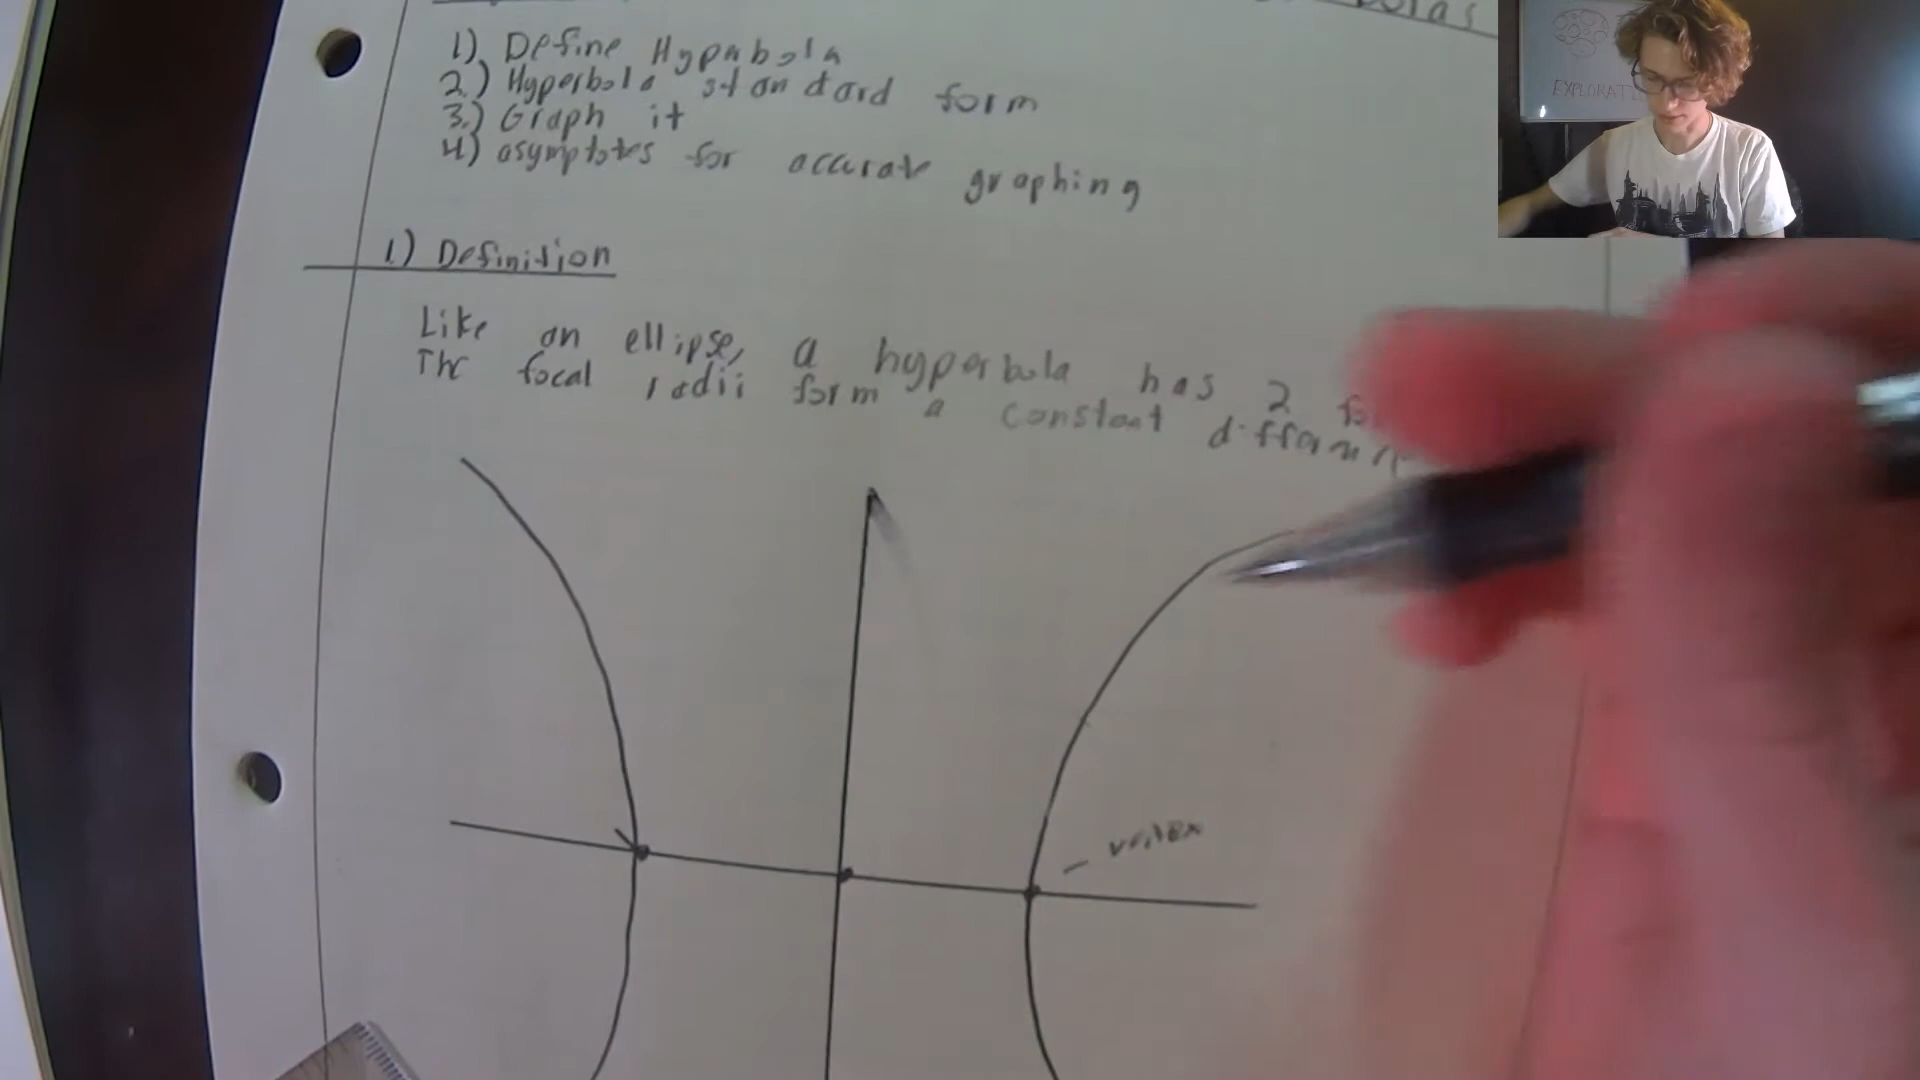 1) Define Hyperbola
2.) Hyperbola standard form
3.) Graph it
4) asymptotes for accurate graphing
1.) Definition
Like an ellipse, a hyperbola has 2
The focal radii form a constant
vertex